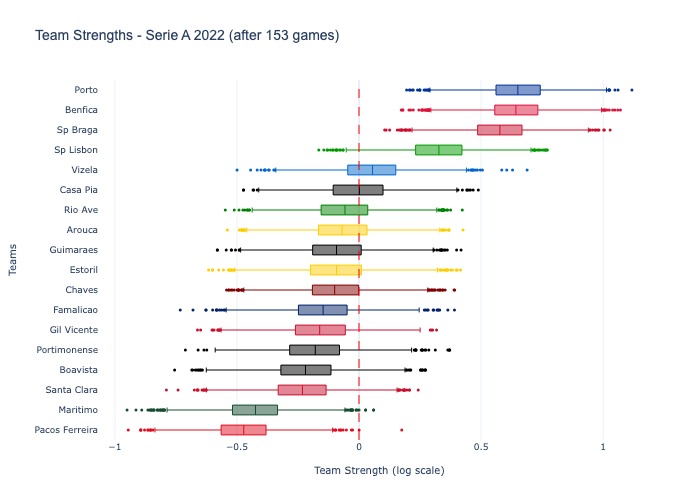 Team Strengths - Serie A 2022 (after 153 games)
Porto
Benfica
Sp Braga
Sp Lisbon
Vizela
Casa Pia
Rio Ave
Arouca
Guimaraes
Estoril
Chaves
Famalicao
Gil Vicente
Portimonense
Boavista
Santa Clara
Maritimo
Pacos Ferreira
Teams
−1
−0.5
0
0.5
1
Team Strength (log scale)